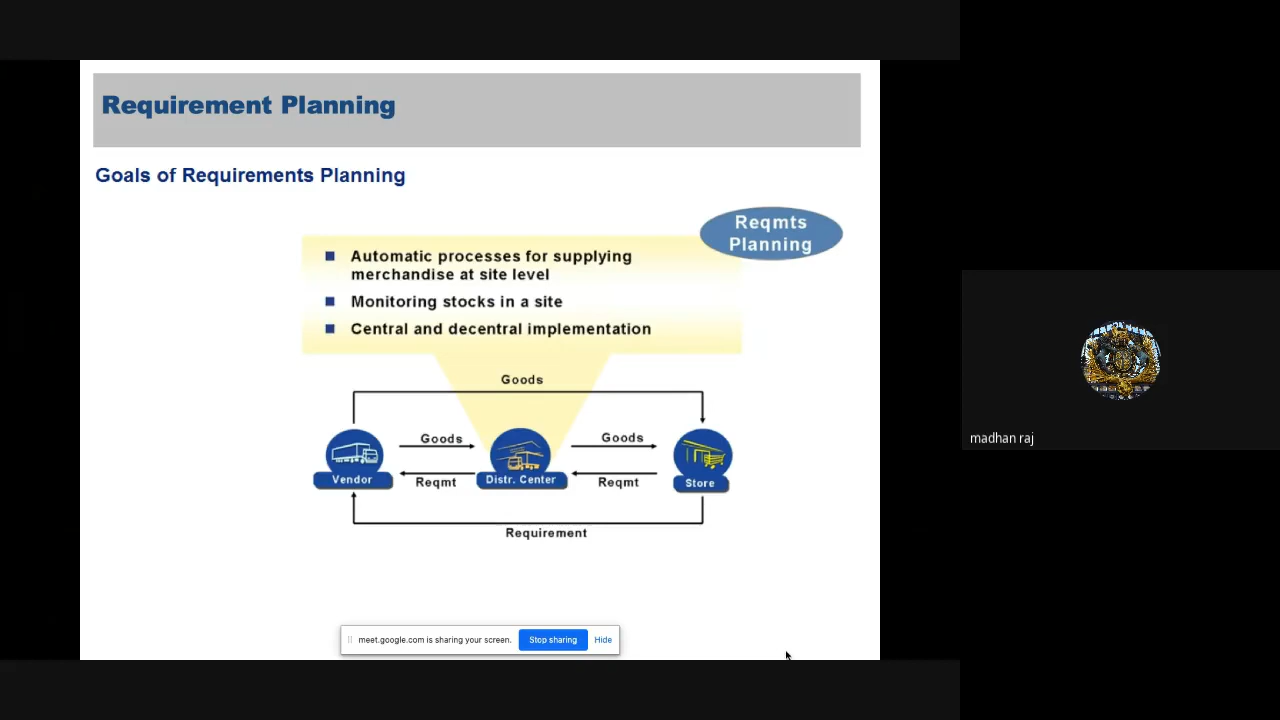 Requirement Planning
Goals of Requirements Planning
Reqmts
Planning
Automatic processes for supplying
merchandise at site level
Monitoring stocks in a site
Central and decentral implementation
Goods
Goods
Goods
Vendor
Reqmt
Distr. Center
Reqmt
Store
Requirement
madhan raj
meet.google.com is sharing your screen.
Stop sharing
Hide